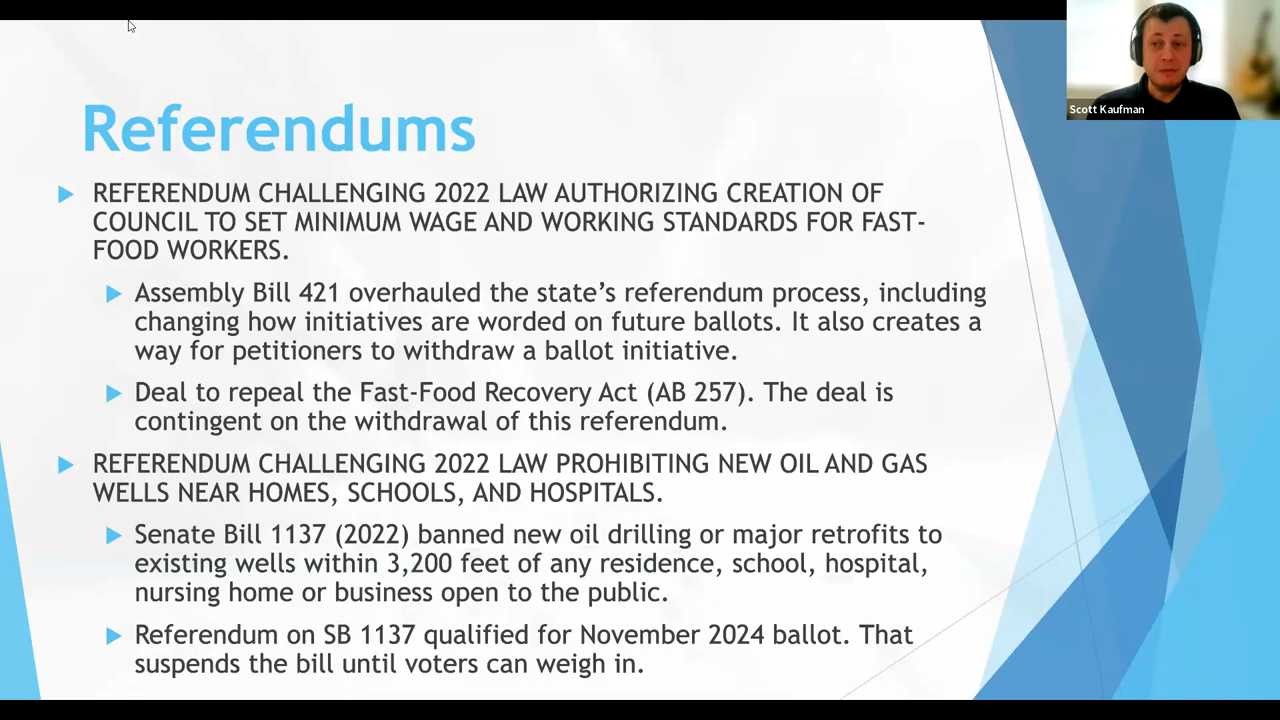 Scott Kaufman
Referendums
REFERENDUM CHALLENGING 2022 LAW AUTHORIZING CREATION OF
COUNCIL TO SET MINIMUM WAGE AND WORKING STANDARDS FOR FAST-
FOOD WORKERS.
Assembly Bill 421 overhauled the state’s referendum process, including
changing how initiatives are worded on future ballots. It also creates a
way for petitioners to withdraw a ballot initiative.
Deal to repeal the Fast-Food Recovery Act (AB 257). The deal is
contingent on the withdrawal of this referendum.
REFERENDUM CHALLENGING 2022 LAW PROHIBITING NEW OIL AND GAS
WELLS NEAR HOMES, SCHOOLS, AND HOSPITALS.
Senate Bill 1137 (2022) banned new oil drilling or major retrofits to
existing wells within 3,200 feet of any residence, school, hospital,
nursing home or business open to the public.
Referendum on SB 1137 qualified for November 2024 ballot. That
suspends the bill until voters can weigh in.